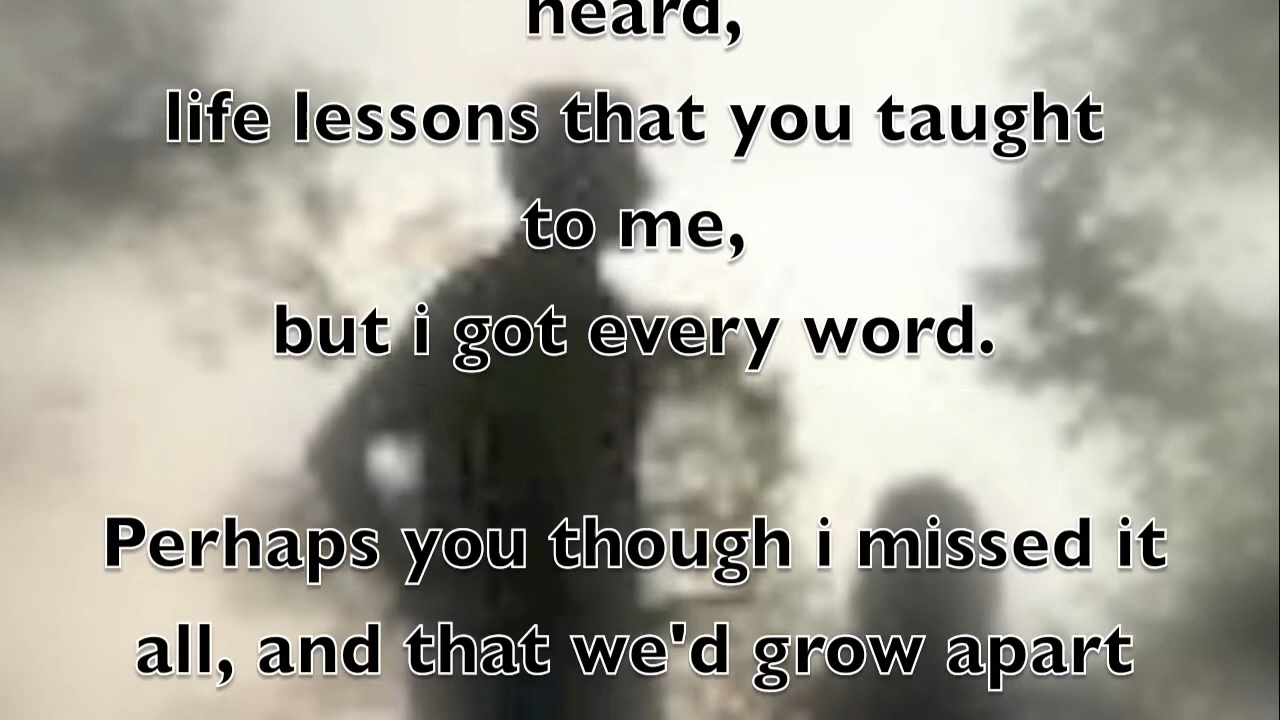 heard,
life lessons that you taught
to me,
but i got every word.
Perhaps you though i missed it
all, and that we'd grow apart